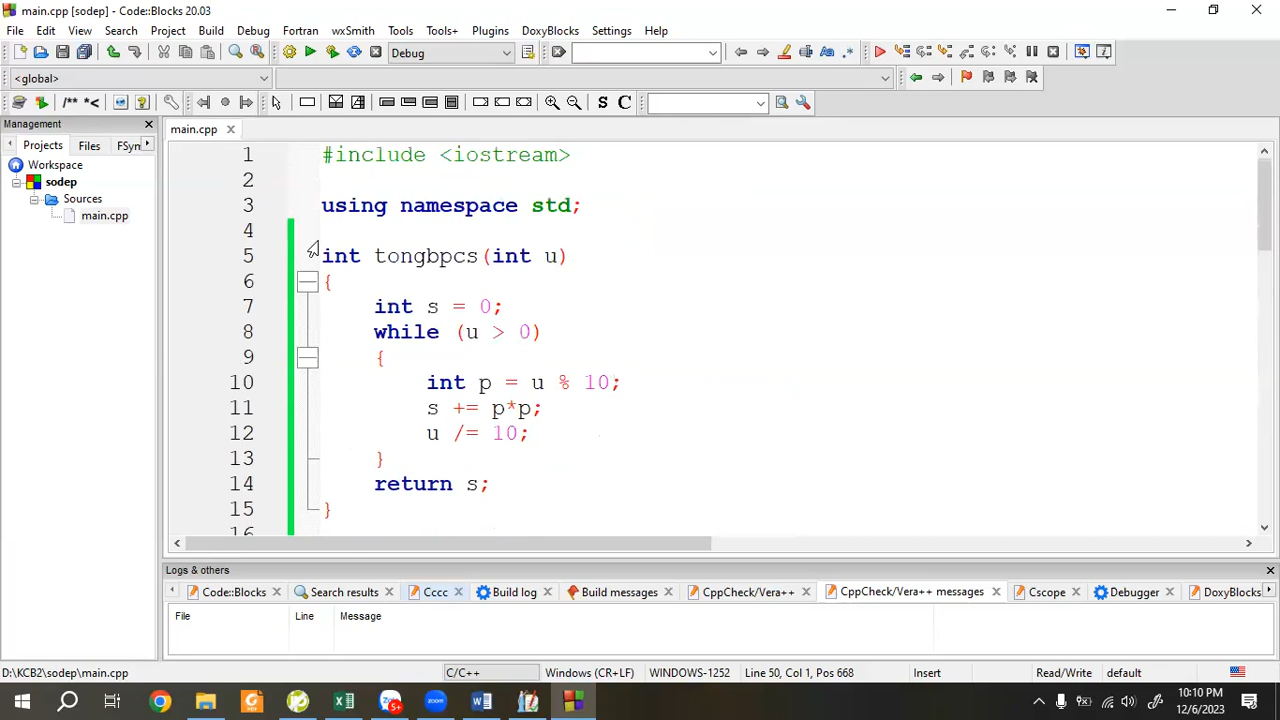 main.cpp [sodep] - Code::Blocks 20.03
File Edit View Search Project Build Debug Fortran wxSmith Tools Tools+ Plugins DoxyBlocks Settings Help
Debug
<global>
/** *< S C
Management
main.cpp
Projects Files FSyn
Workspace
sodep
Sources
main.cpp
1 #include <iostream>
2
3 using namespace std;
4
5 int tongbpcs(int u)
6 {
7 int s = 0;
8 while (u > 0)
9 {
10 int p = u % 10;
11 s += p*p;
12 u /= 10;
13 }
14 return s;
15 }
16
Logs & others
Code::Blocks Search results Cccc Build log Build messages CppCheck/Vera++ CppCheck/Vera++ messages Cscope Debugger DoxyBlocks
File Line Message
D:\KCB2\sodep\main.cpp C/C++ Windows (CR+LF) WINDOWS-1252 Line 50, Col 1, Pos 668 Insert Read/Write default
zoom
5+
10:10 PM
12/6/2023